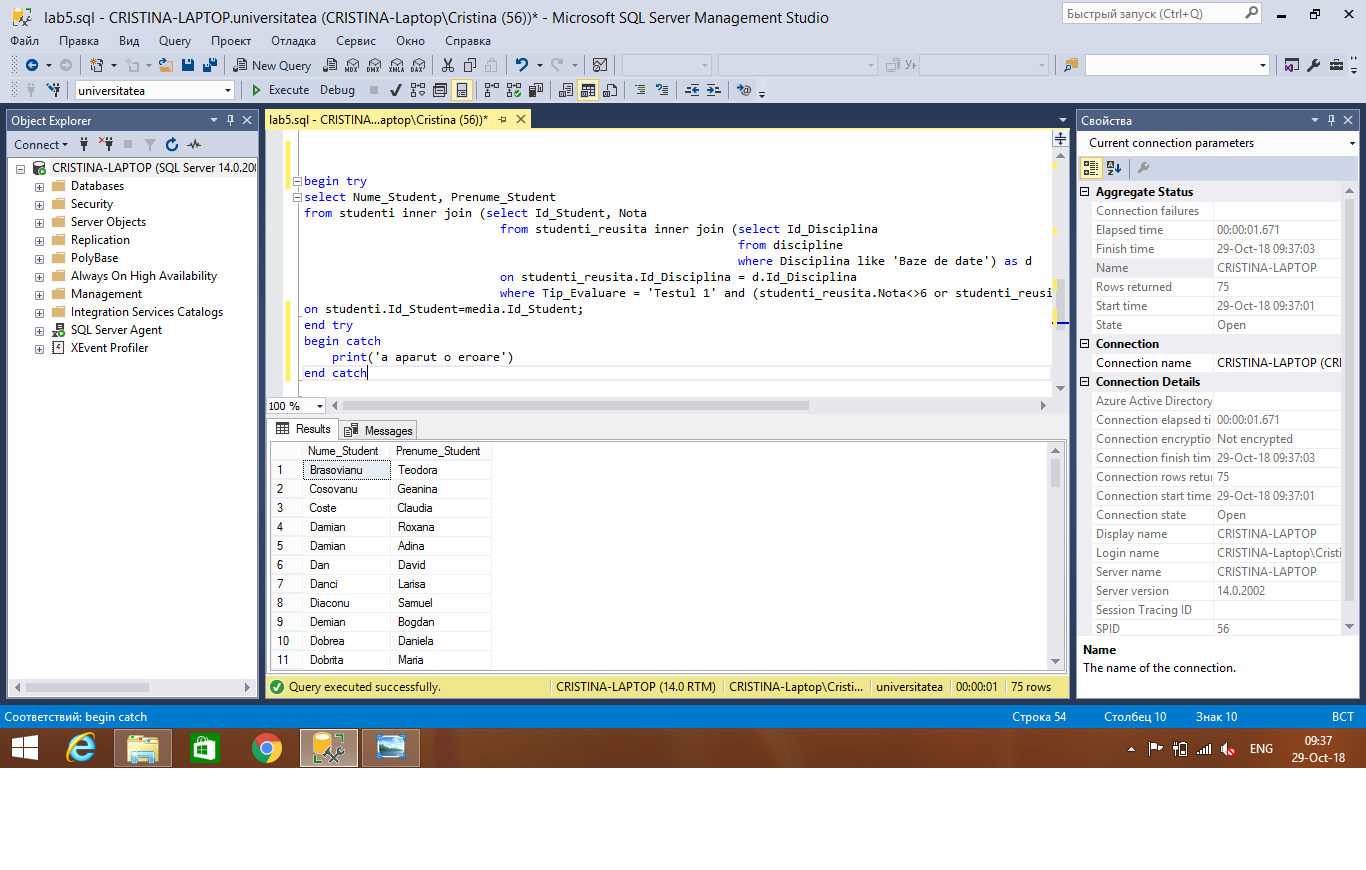 lab5.sql - CRISTINA-LAPTOP.universitatea (CRISTINA-Laptop\Cristina (56))* - Microsoft SQL Server Management Studio
Быстрый запуск (Ctrl+Q)
Файл Правка Вид Query Проект Отладка Сервис Окно Справка
New Query
MDX DMX XMLA DAX
universitatea
Execute Debug
Object Explorer
Connect
CRISTINA-LAPTOP (SQL Server 14.0.20
Databases
Security
Server Objects
Replication
PolyBase
Always On High Availability
Management
Integration Services Catalogs
SQL Server Agent
XEvent Profiler
lab5.sql - CRISTINA...aptop\Cristina (56))*
begin try
select Nume_Student, Prenume_Student
from studenti inner join (select Id_Student, Nota
from studenti_reusita inner join (select Id_Disciplina
from discipline
where Disciplina like 'Baze de date') as d
on studenti_reusita.Id_Disciplina = d.Id_Disciplina
where Tip_Evaluare = 'Testul 1' and (studenti_reusita.Nota<>6 or studenti_reusi
on studenti.Id_Student=media.Id_Student;
end try
begin catch
print('a aparut o eroare')
end catch
100 %
Results Messages
Nume_Student Prenume_Student
1 Brasovianu Teodora
2 Cosovanu Geanina
3 Coste Claudia
4 Damian Roxana
5 Damian Adina
6 Dan David
7 Danci Larisa
8 Diaconu Samuel
9 Demian Bogdan
10 Dobrea Daniela
11 Dobrita Maria
Query executed successfully. CRISTINA-LAPTOP (14.0 RTM) CRISTINA-Laptop\Cristi... universitatea 00:00:01 75 rows
Свойства
Current connection parameters
Aggregate Status
Connection failures
Elapsed time 00:00:01.671
Finish time 29-Oct-18 09:37:03
Name CRISTINA-LAPTOP
Rows returned 75
Start time 29-Oct-18 09:37:01
State Open
Connection
Connection name CRISTINA-LAPTOP (CRI
Connection Details
Azure Active Directory
Connection elapsed ti 00:00:01.671
Connection encryptio Not encrypted
Connection finish tim 29-Oct-18 09:37:03
Connection rows retur 75
Connection start time 29-Oct-18 09:37:01
Connection state Open
Display name CRISTINA-LAPTOP
Login name CRISTINA-Laptop\Cristi
Server name CRISTINA-LAPTOP
Server version 14.0.2002
Session Tracing ID
SPID 56
Name
The name of the connection.
Соответствий: begin catch Строка 54 Столбец 10 Знак 10 ВСТ
ENG
09:37
29-Oct-18